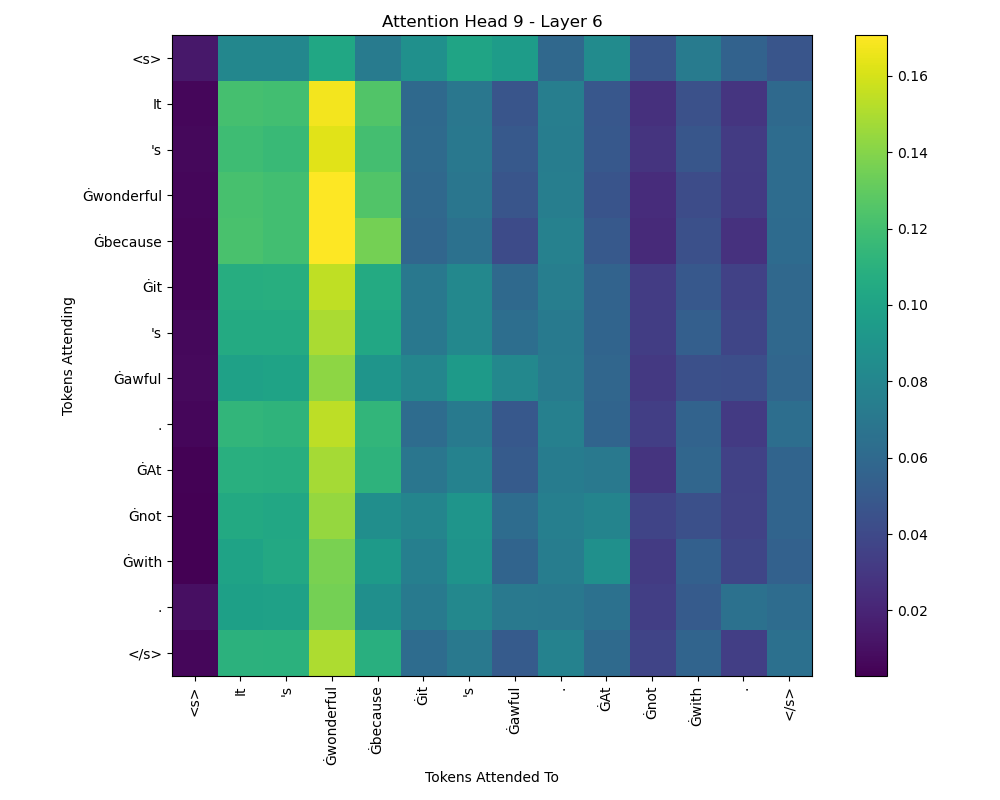 Attention Head 9 - Layer 6
<s>
It
's
Ġwonderful
Ġbecause
Ġit
's
Ġawful
.
ĠAt
Ġnot
Ġwith
.
</s>
Tokens Attending
<s>
It
's
Ġwonderful
Ġbecause
Ġit
's
Ġawful
.
ĠAt
Ġnot
Ġwith
.
</s>
Tokens Attended To
0.16
0.14
0.12
0.10
0.08
0.06
0.04
0.02